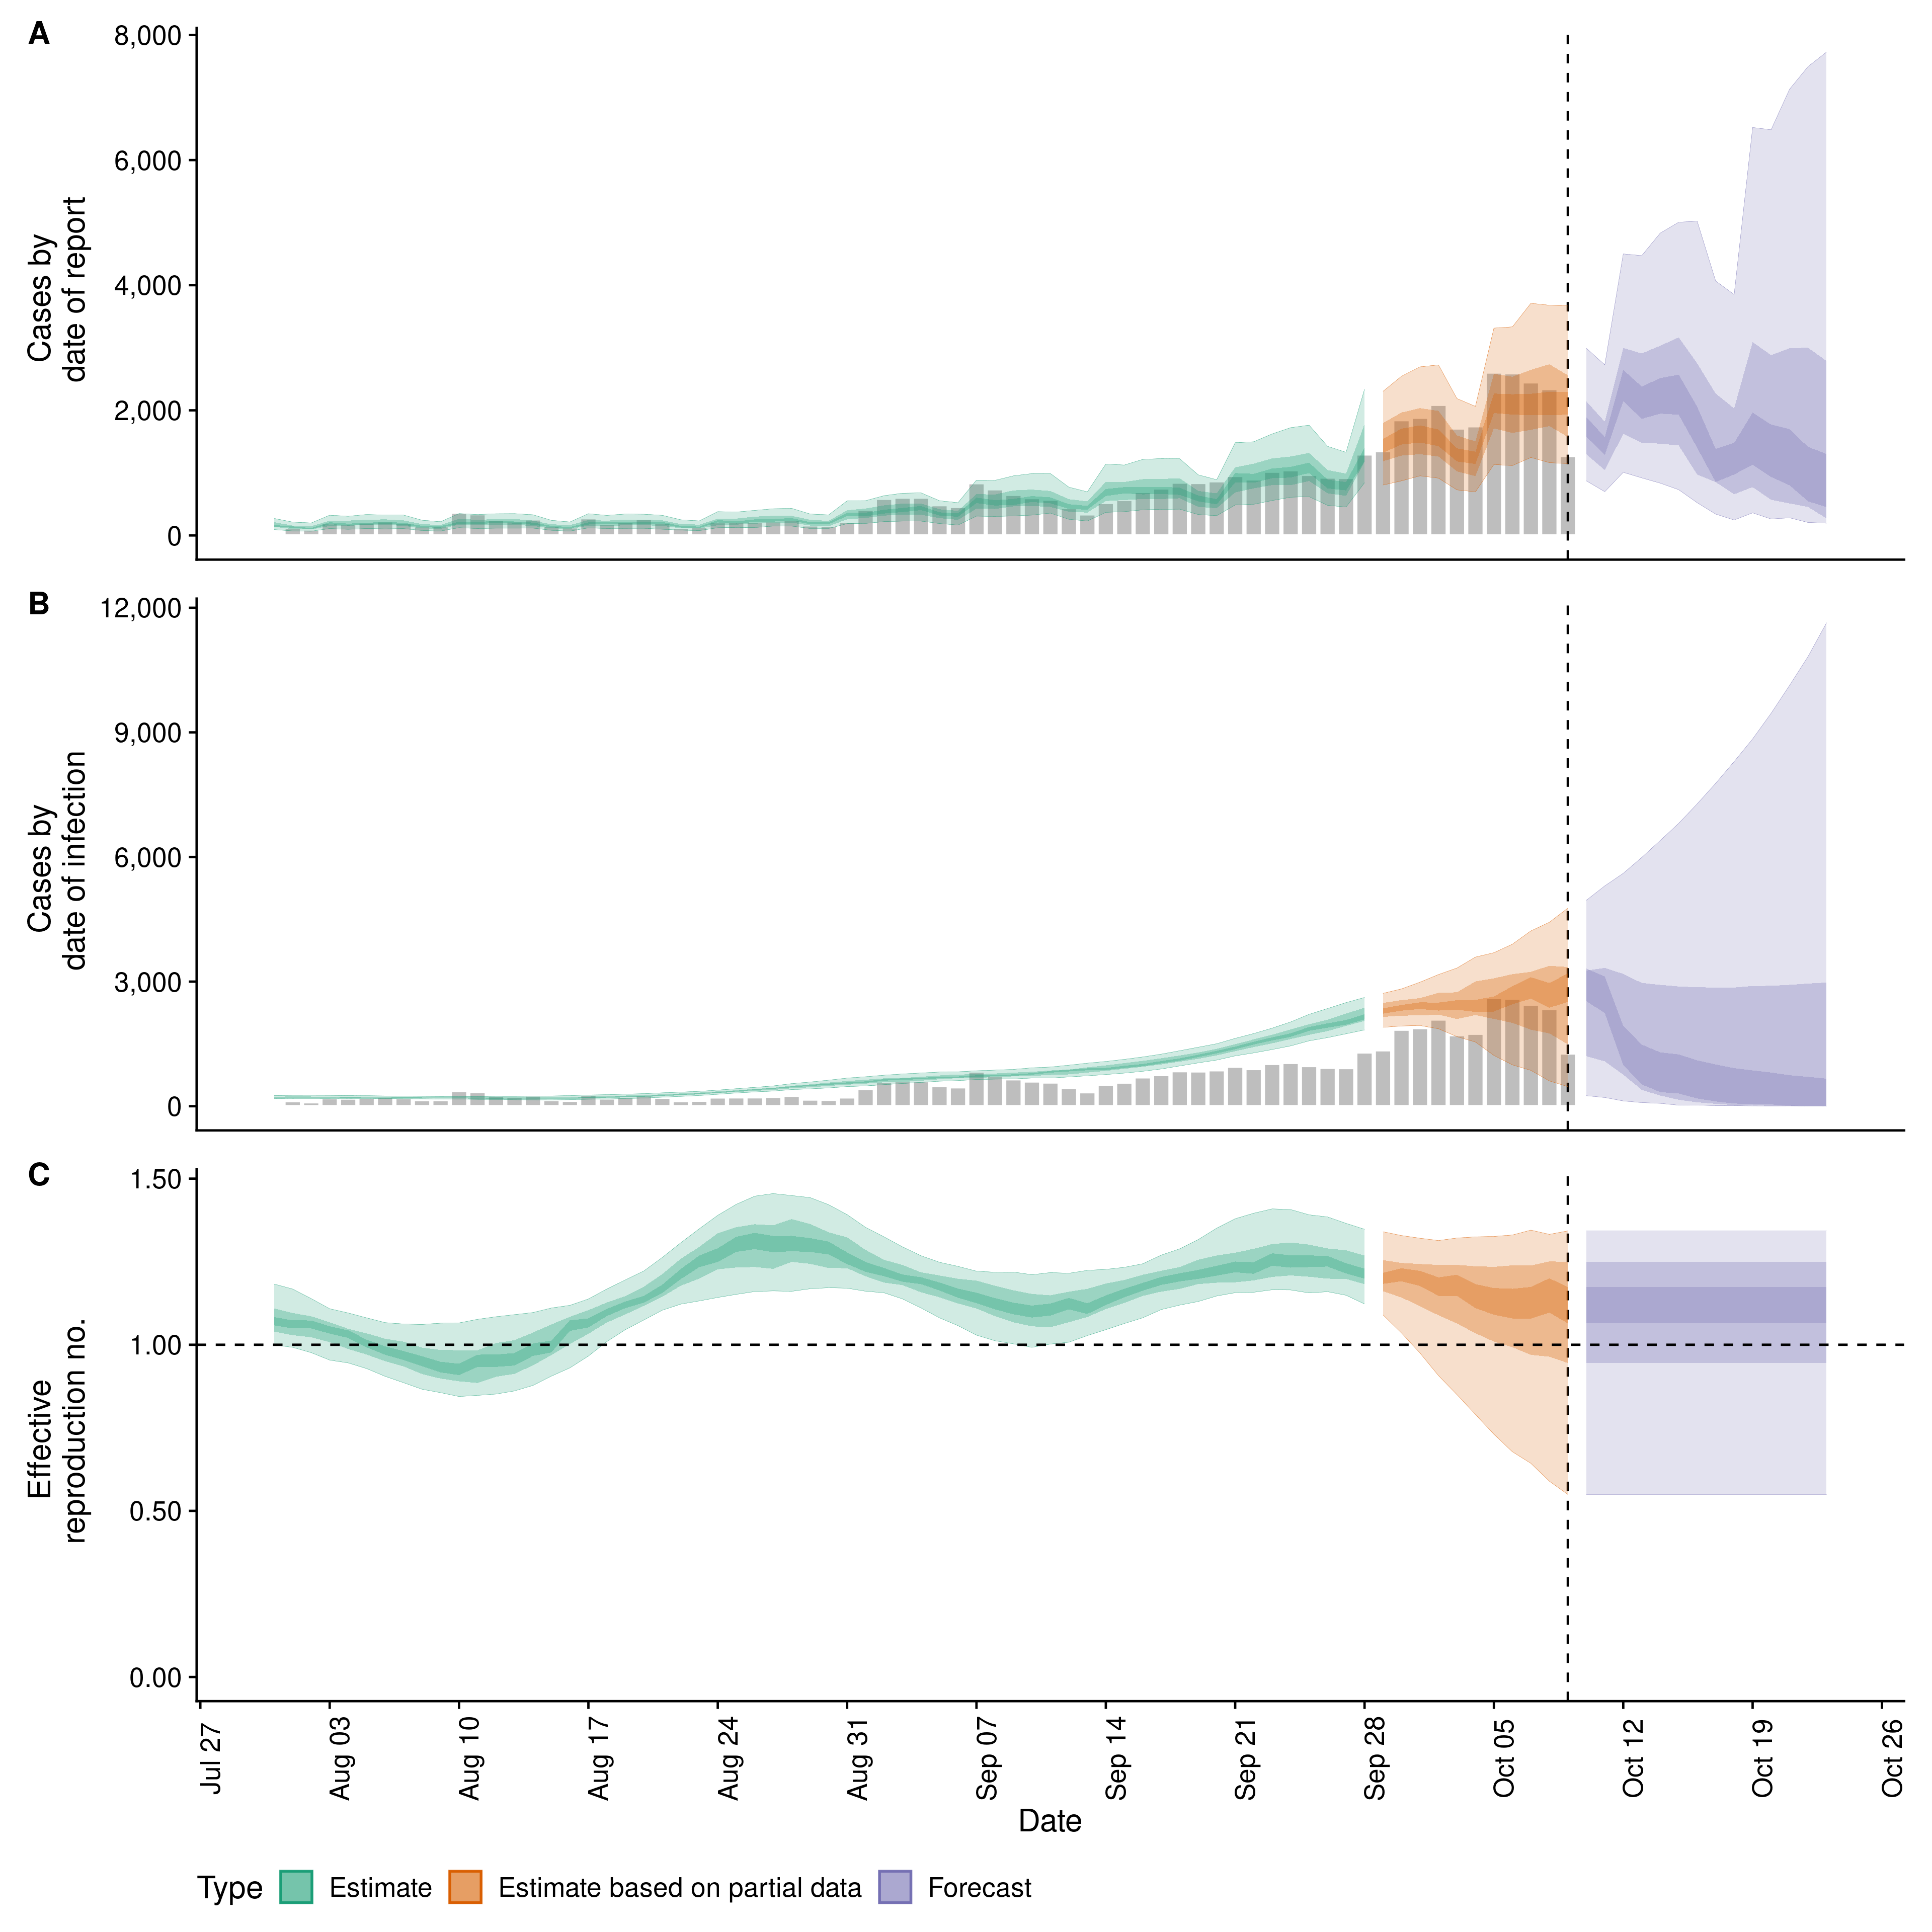 A
8,000
6,000
4,000
2,000
0
Cases by
date of report
B
12,000
9,000
6,000
3,000
0
Cases by
date of infection
C
1.50
1.00
0.50
0.00
Effective
reproduction no.
Jul 27
Aug 03
Aug 10
Aug 17
Aug 24
Aug 31
Sep 07
Sep 14
Sep 21
Sep 28
Oct 05
Oct 12
Oct 19
Oct 26
Date
Type Estimate Estimate based on partial data Forecast